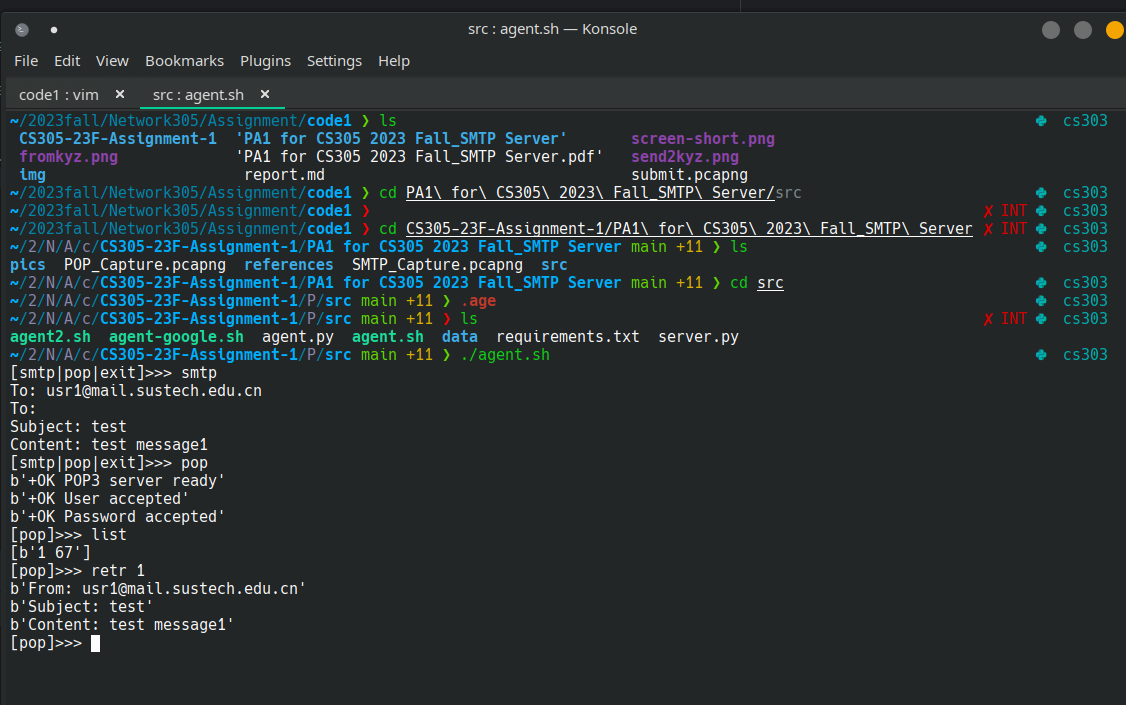 src : agent.sh — Konsole
File Edit View Bookmarks Plugins Settings Help
code1 : vim ✕ src : agent.sh ✕
~/2023fall/Network305/Assignment/code1 ❯ ls cs303
CS305-23F-Assignment-1 'PA1 for CS305 2023 Fall_SMTP Server' screen-short.png
fromkyz.png 'PA1 for CS305 2023 Fall_SMTP Server.pdf' send2kyz.png
img report.md submit.pcapng
~/2023fall/Network305/Assignment/code1 ❯ cd PA1\ for\ CS305\ 2023\ Fall_SMTP\ Server/src cs303
~/2023fall/Network305/Assignment/code1 ❯ ✗ INT cs303
~/2023fall/Network305/Assignment/code1 ❯ cd CS305-23F-Assignment-1/PA1\ for\ CS305\ 2023\ Fall_SMTP\ Server ✗ INT cs303
~/2/N/A/c/CS305-23F-Assignment-1/PA1 for CS305 2023 Fall_SMTP Server main +11 ❯ ls cs303
pics POP_Capture.pcapng references SMTP_Capture.pcapng src
~/2/N/A/c/CS305-23F-Assignment-1/PA1 for CS305 2023 Fall_SMTP Server main +11 ❯ cd src cs303
~/2/N/A/c/CS305-23F-Assignment-1/P/src main +11 ❯ .age cs303
~/2/N/A/c/CS305-23F-Assignment-1/P/src main +11 ❯ ls ✗ INT cs303
agent2.sh agent-google.sh agent.py agent.sh data requirements.txt server.py
~/2/N/A/c/CS305-23F-Assignment-1/P/src main +11 ❯ ./agent.sh cs303
[smtp|pop|exit]>>> smtp
To: usr1@mail.sustech.edu.cn
To:
Subject: test
Content: test message1
[smtp|pop|exit]>>> pop
b'+OK POP3 server ready'
b'+OK User accepted'
b'+OK Password accepted'
[pop]>>> list
[b'1 67']
[pop]>>> retr 1
b'From: usr1@mail.sustech.edu.cn'
b'Subject: test'
b'Content: test message1'
[pop]>>>